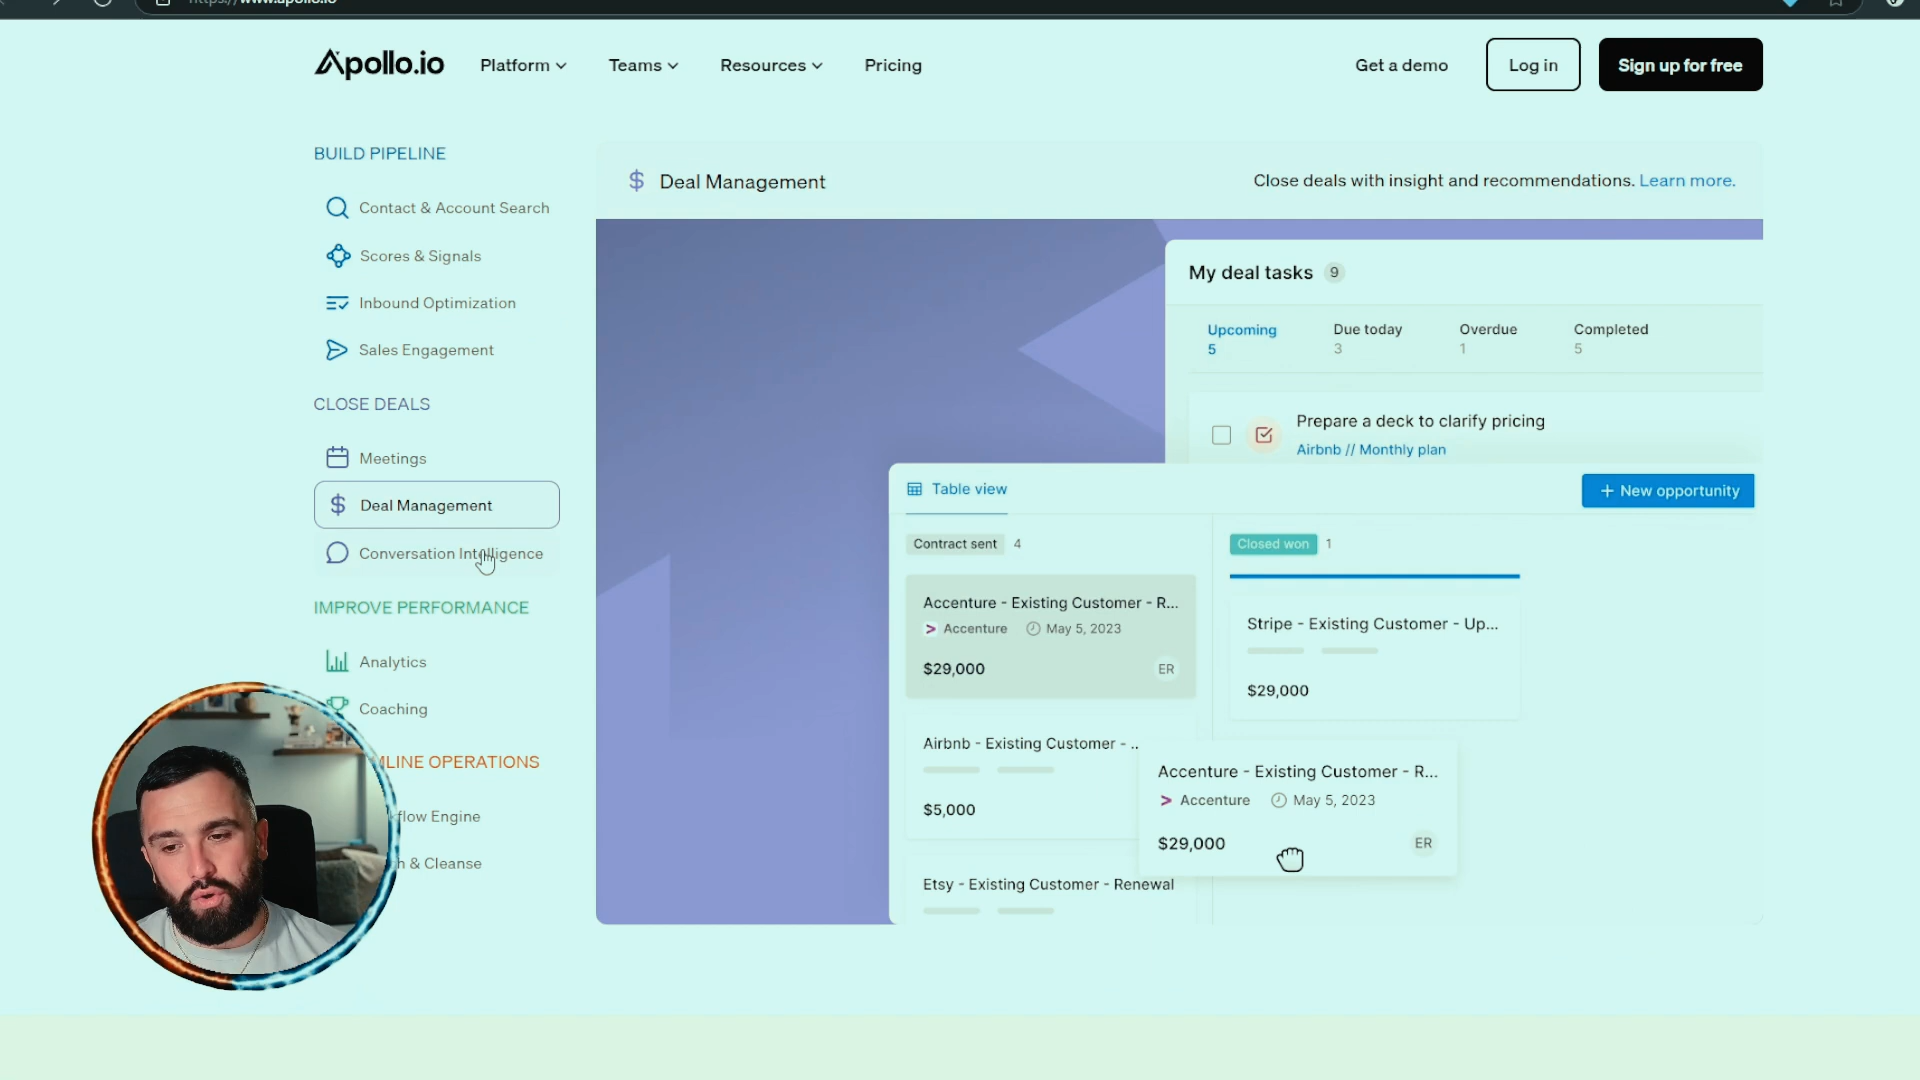 Apollo.io
Platform
Teams
Resources
Pricing
Get a demo
Log in
Sign up for free
BUILD PIPELINE
Contact & Account Search
Scores & Signals
Inbound Optimization
Sales Engagement
CLOSE DEALS
Meetings
Deal Management
Conversation Intelligence
IMPROVE PERFORMANCE
Analytics
Coaching
MLINE OPERATIONS
flow Engine
h & Cleanse
$ Deal Management
Close deals with insight and recommendations. Learn more.
My deal tasks 9
Upcoming Due today Overdue Completed
5 3 1 5
Prepare a deck to clarify pricing
Airbnb // Monthly plan
Table view
+ New opportunity
Contract sent 4
Accenture - Existing Customer - R...
> Accenture May 5, 2023
$29,000 ER
Airbnb - Existing Customer - ..
$5,000
Etsy - Existing Customer - Renewal
Closed won 1
Stripe - Existing Customer - Up...
$29,000
Accenture - Existing Customer - R...
> Accenture May 5, 2023
$29,000 ER